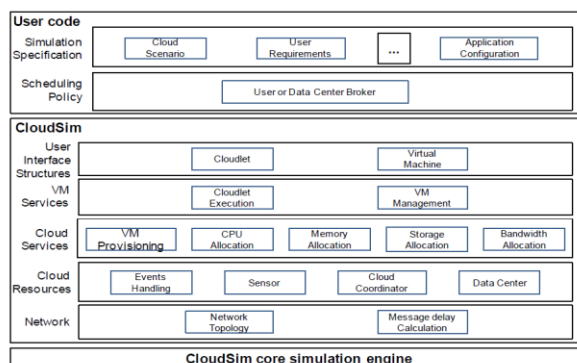 User code
Simulation
Specification
Cloud
Scenario
User
Requirements
...
Application
Configuration
Scheduling
Policy
User or Data Center Broker
CloudSim
User
Interface
Structures
Cloudlet
Virtual
Machine
VM
Services
Cloudlet
Execution
VM
Management
Cloud
Services
VM
Provisioning
CPU
Allocation
Memory
Allocation
Storage
Allocation
Bandwidth
Allocation
Cloud
Resources
Events
Handling
Sensor
Cloud
Coordinator
Data Center
Network
Network
Topology
Message delay
Calculation
CloudSim core simulation engine